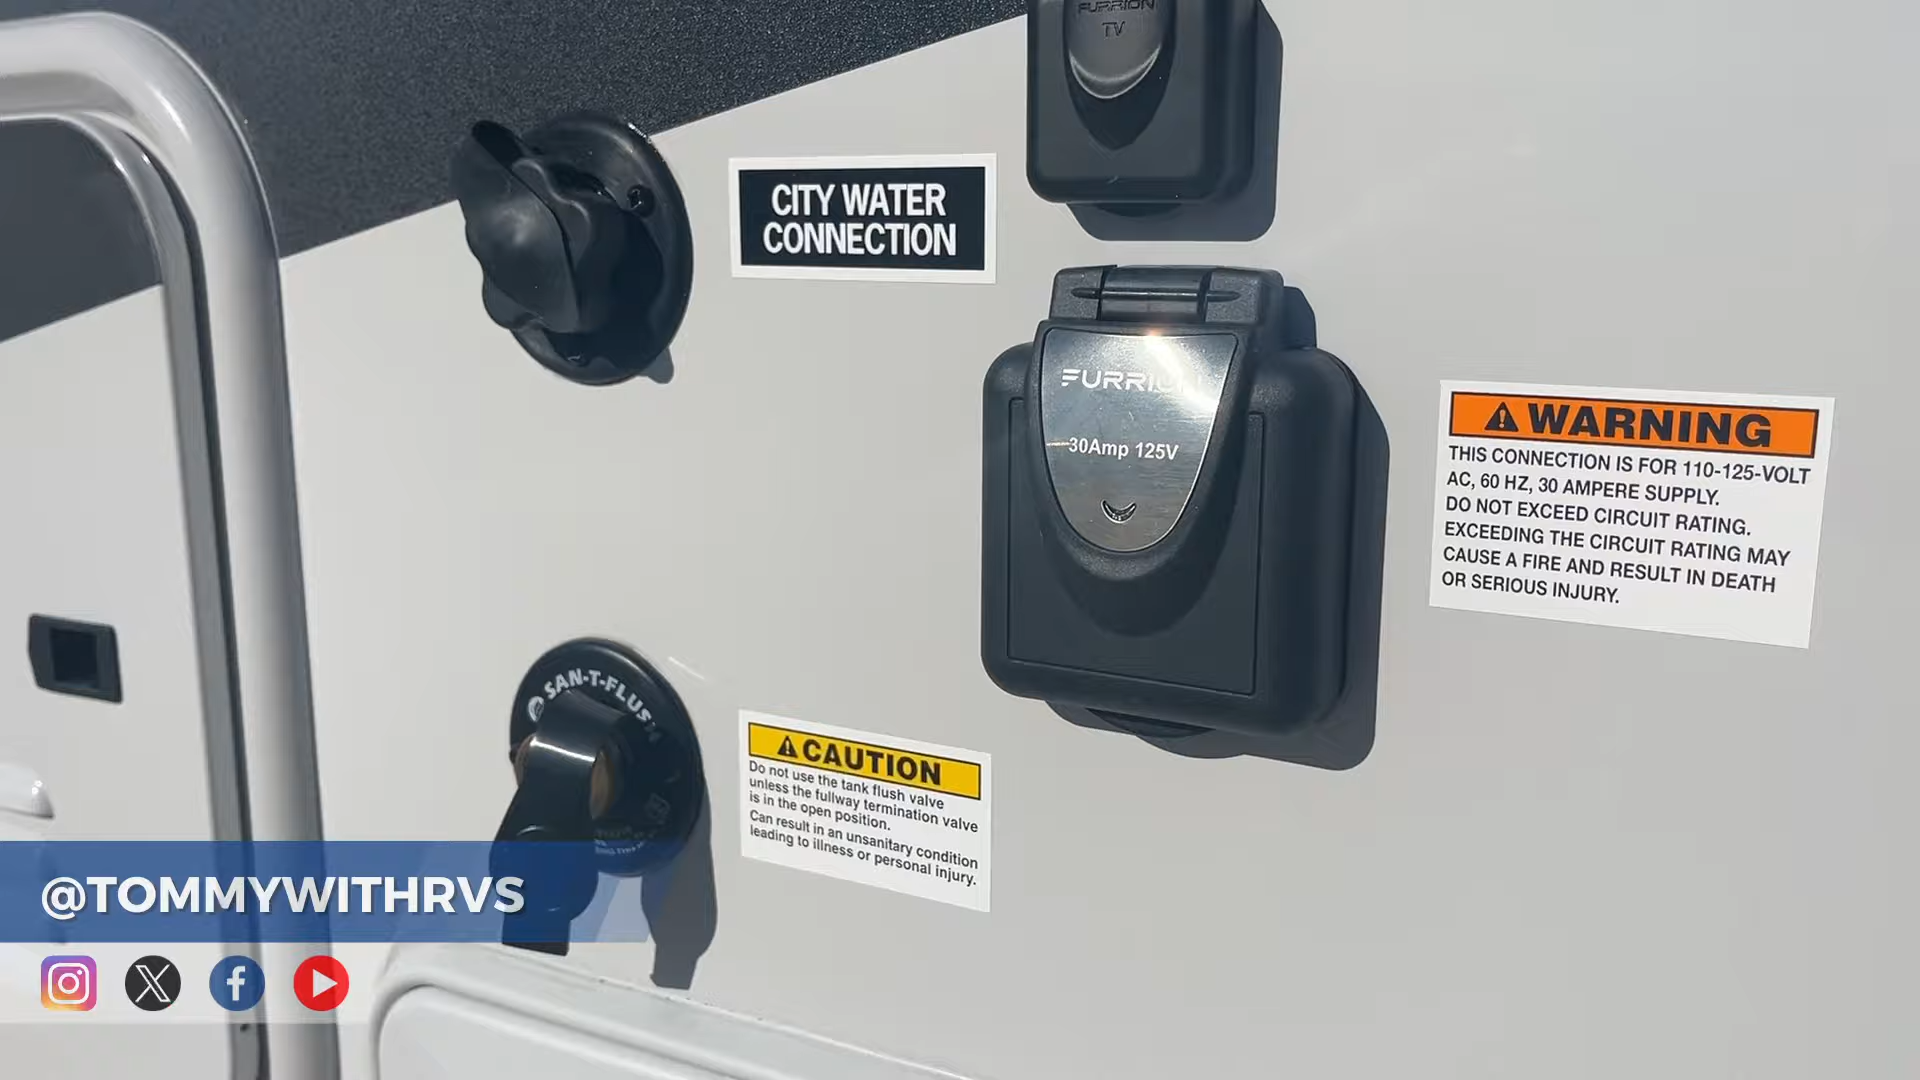 FURRION
TV
CITY WATER
CONNECTION
FURRION
30Amp 125V
WARNING
THIS CONNECTION IS FOR 110-125-VOLT
AC, 60 HZ, 30 AMPERE SUPPLY.
DO NOT EXCEED CIRCUIT RATING.
EXCEEDING THE CIRCUIT RATING MAY
CAUSE A FIRE AND RESULT IN DEATH
OR SERIOUS INJURY.
SAN-T-FLUSH
CAUTION
Do not use the tank flush valve
unless the fullway termination valve
is in the open position.
Can result in an unsanitary condition
leading to illness or personal injury.
@TOMMYWITHRVS